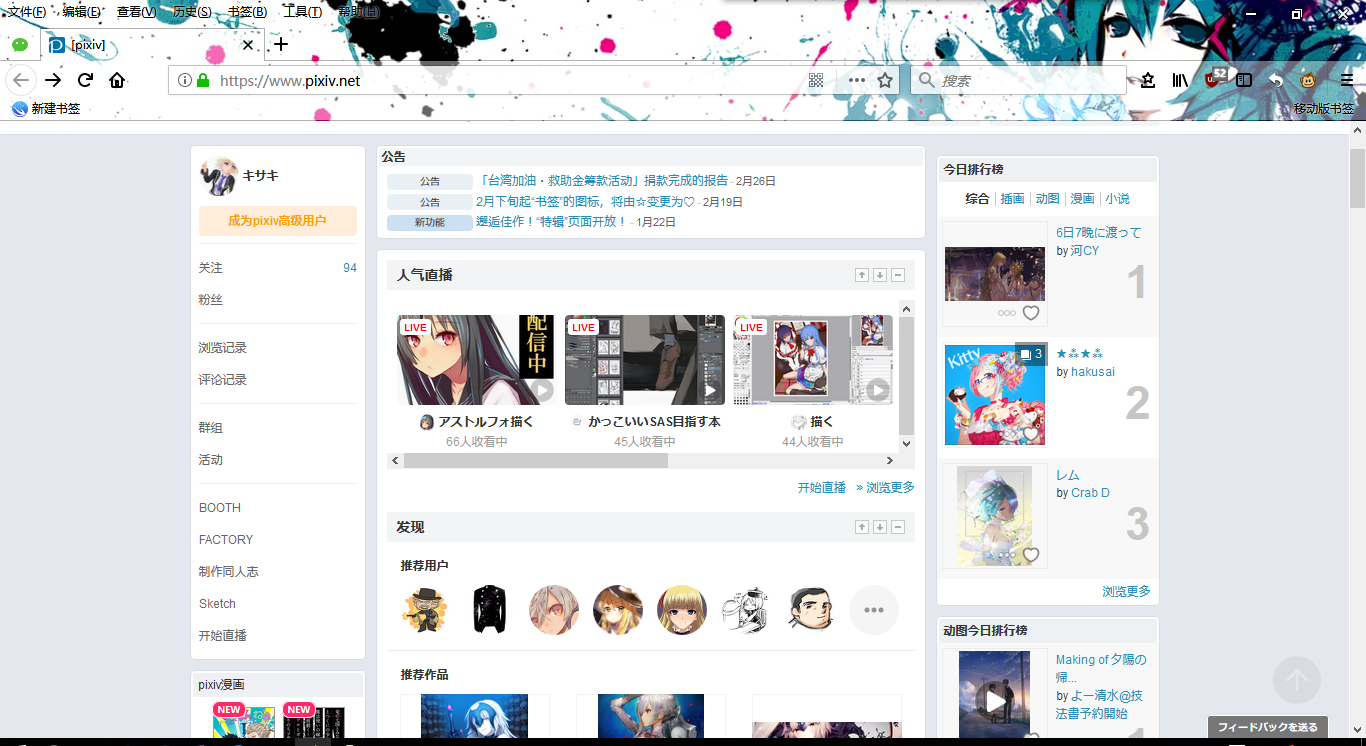 文件(F) 编辑(E) 查看(V) 历史(S) 书签(B) 工具(T) 帮助(H)
[pixiv]
https://www.pixiv.net
搜索
52
新建书签
移动版书签
キサキ
成为pixiv高级用户
关注 94
粉丝
浏览记录
评论记录
群组
活动
BOOTH
FACTORY
制作同人志
Sketch
开始直播
pixiv漫画
NEW NEW
公告
公告 「台湾加油・救助金筹款活动」捐款完成的报告 - 2月26日
公告 2月下旬起“书签”的图标，将由☆变更为♡ - 2月19日
新功能 邂逅佳作！“特辑”页面开放！ - 1月22日
人气直播
LIVE LIVE LIVE
配信中
アストルフォ描く かっこいいSAS目指す本 描く
66人收看中 45人收看中 44人收看中
开始直播 » 浏览更多
发现
推荐用户
推荐作品
今日排行榜
综合 插画 动图 漫画 小说
6日7晩に渡って
by 河CY
1
Kitty
3
★⁂★⁂
by hakusai
2
レム
by Crab D
3
浏览更多
动图今日排行榜
Making of 夕陽の
帰...
by よー清水@技
法書予約開始
フィードバックを送る